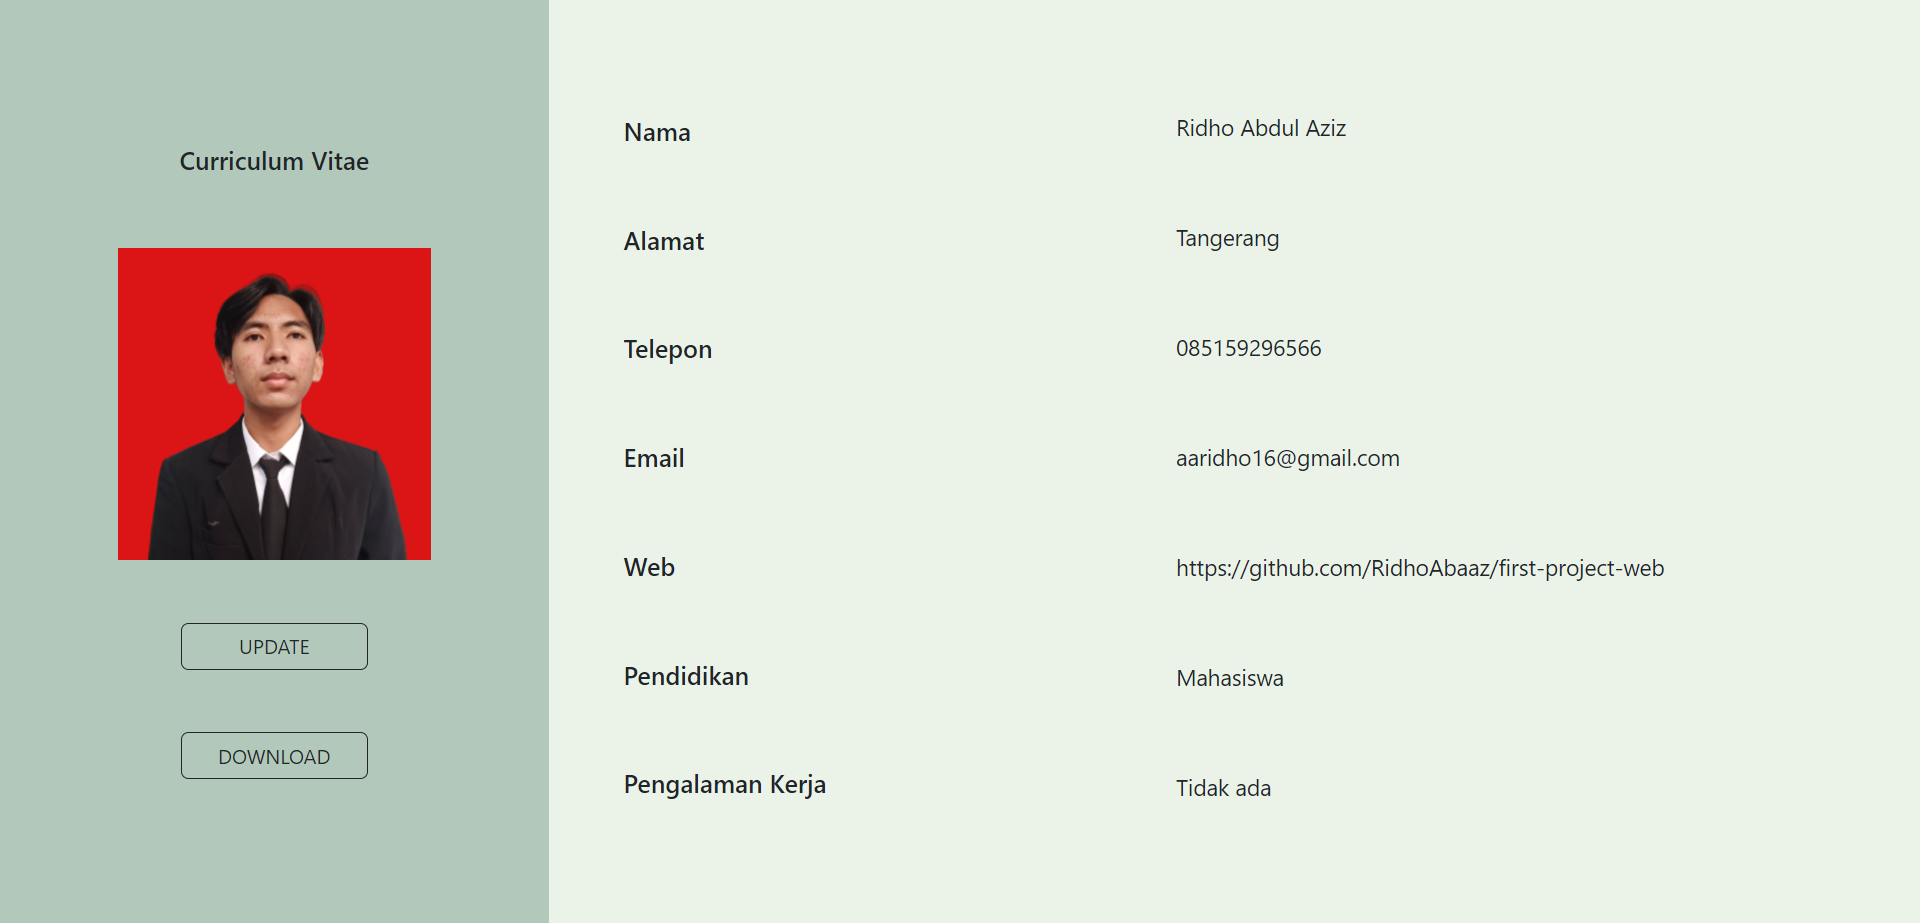 Curriculum Vitae
UPDATE
DOWNLOAD
Nama
Ridho Abdul Aziz
Alamat
Tangerang
Telepon
085159296566
Email
aaridho16@gmail.com
Web
https://github.com/RidhoAbaaz/first-project-web
Pendidikan
Mahasiswa
Pengalaman Kerja
Tidak ada